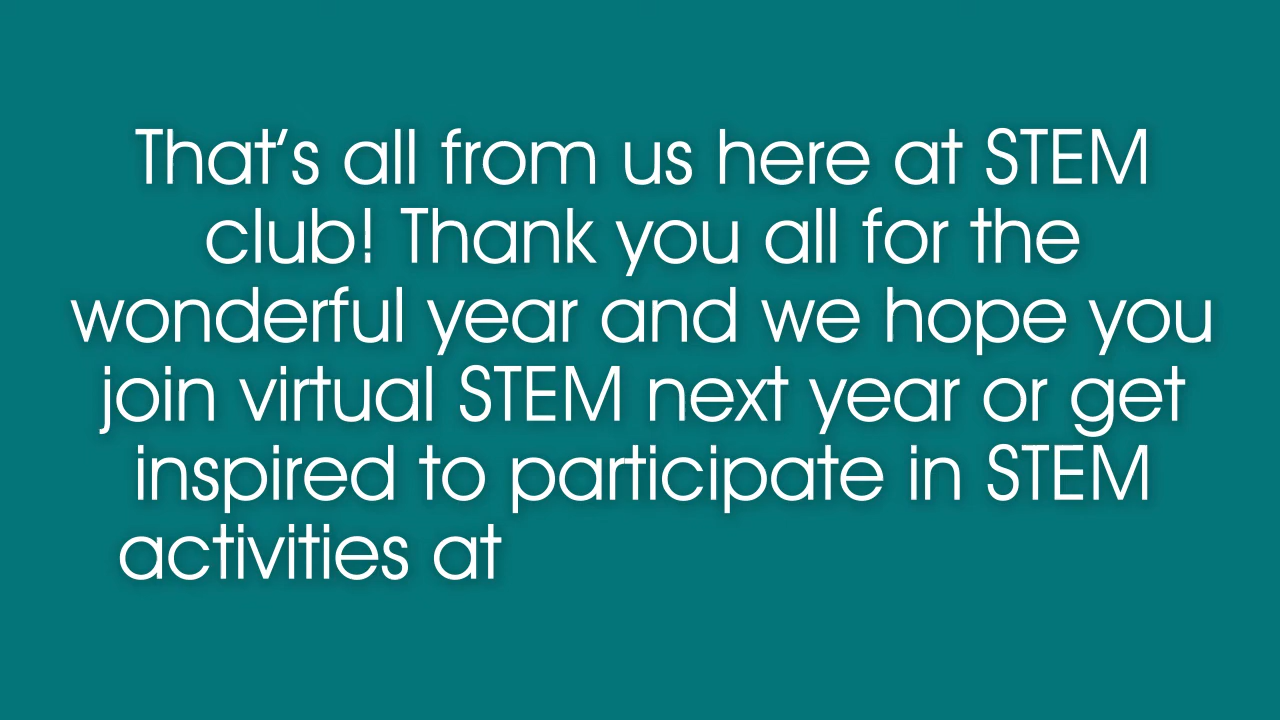 That's all from us here at STEM
club! Thank you all for the
wonderful year and we hope you
join virtual STEM next year or get
inspired to participate in STEM
activities at